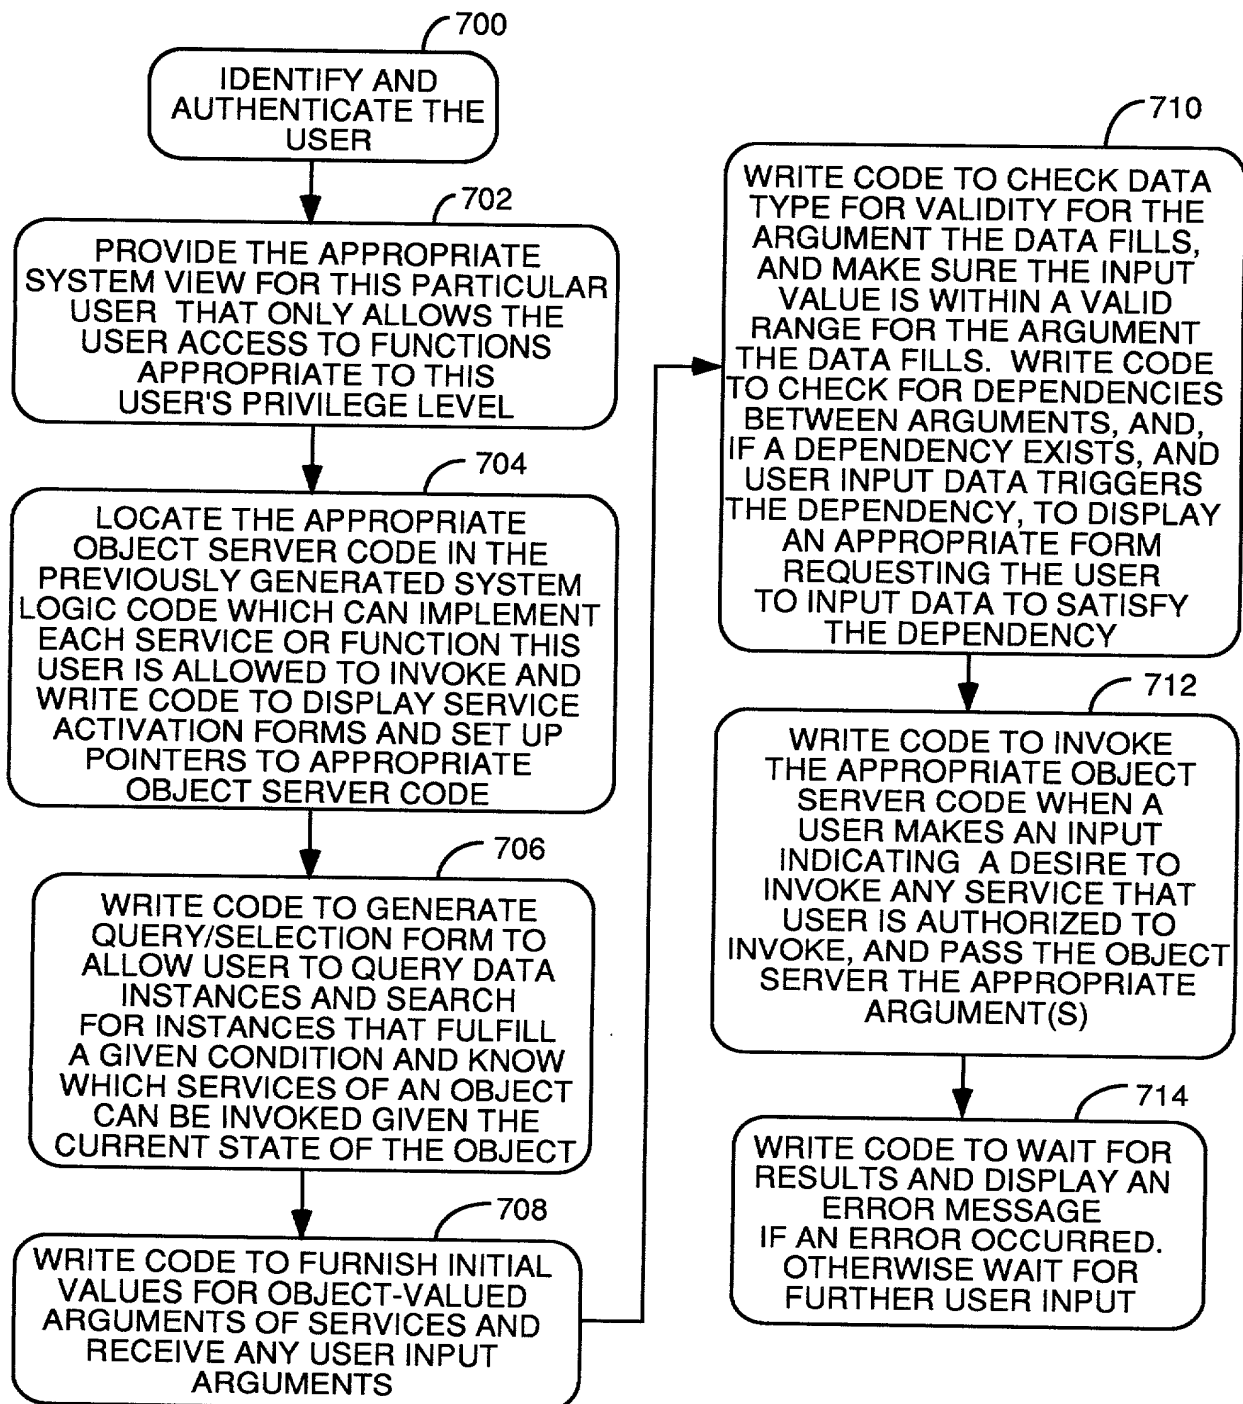 700
IDENTIFY AND
AUTHENTICATE THE
USER
702
PROVIDE THE APPROPRIATE
SYSTEM VIEW FOR THIS PARTICULAR
USER THAT ONLY ALLOWS THE
USER ACCESS TO FUNCTIONS
APPROPRIATE TO THIS
USER'S PRIVILEGE LEVEL
704
LOCATE THE APPROPRIATE
OBJECT SERVER CODE IN THE
PREVIOUSLY GENERATED SYSTEM
LOGIC CODE WHICH CAN IMPLEMENT
EACH SERVICE OR FUNCTION THIS
USER IS ALLOWED TO INVOKE AND
WRITE CODE TO DISPLAY SERVICE
ACTIVATION FORMS AND SET UP
POINTERS TO APPROPRIATE
OBJECT SERVER CODE
706
WRITE CODE TO GENERATE
QUERY/SELECTION FORM TO
ALLOW USER TO QUERY DATA
INSTANCES AND SEARCH
FOR INSTANCES THAT FULFILL
A GIVEN CONDITION AND KNOW
WHICH SERVICES OF AN OBJECT
CAN BE INVOKED GIVEN THE
CURRENT STATE OF THE OBJECT
708
WRITE CODE TO FURNISH INITIAL
VALUES FOR OBJECT-VALUED
ARGUMENTS OF SERVICES AND
RECEIVE ANY USER INPUT
ARGUMENTS
710
WRITE CODE TO CHECK DATA
TYPE FOR VALIDITY FOR THE
ARGUMENT THE DATA FILLS,
AND MAKE SURE THE INPUT
VALUE IS WITHIN A VALID
RANGE FOR THE ARGUMENT
THE DATA FILLS. WRITE CODE
TO CHECK FOR DEPENDENCIES
BETWEEN ARGUMENTS, AND,
IF A DEPENDENCY EXISTS, AND
USER INPUT DATA TRIGGERS
THE DEPENDENCY, TO DISPLAY
AN APPROPRIATE FORM
REQUESTING THE USER
TO INPUT DATA TO SATISFY
THE DEPENDENCY
712
WRITE CODE TO INVOKE
THE APPROPRIATE OBJECT
SERVER CODE WHEN A
USER MAKES AN INPUT
INDICATING A DESIRE TO
INVOKE ANY SERVICE THAT
USER IS AUTHORIZED TO
INVOKE, AND PASS THE OBJECT
SERVER THE APPROPRIATE
ARGUMENT(S)
714
WRITE CODE TO WAIT FOR
RESULTS AND DISPLAY AN
ERROR MESSAGE
IF AN ERROR OCCURRED.
OTHERWISE WAIT FOR
FURTHER USER INPUT